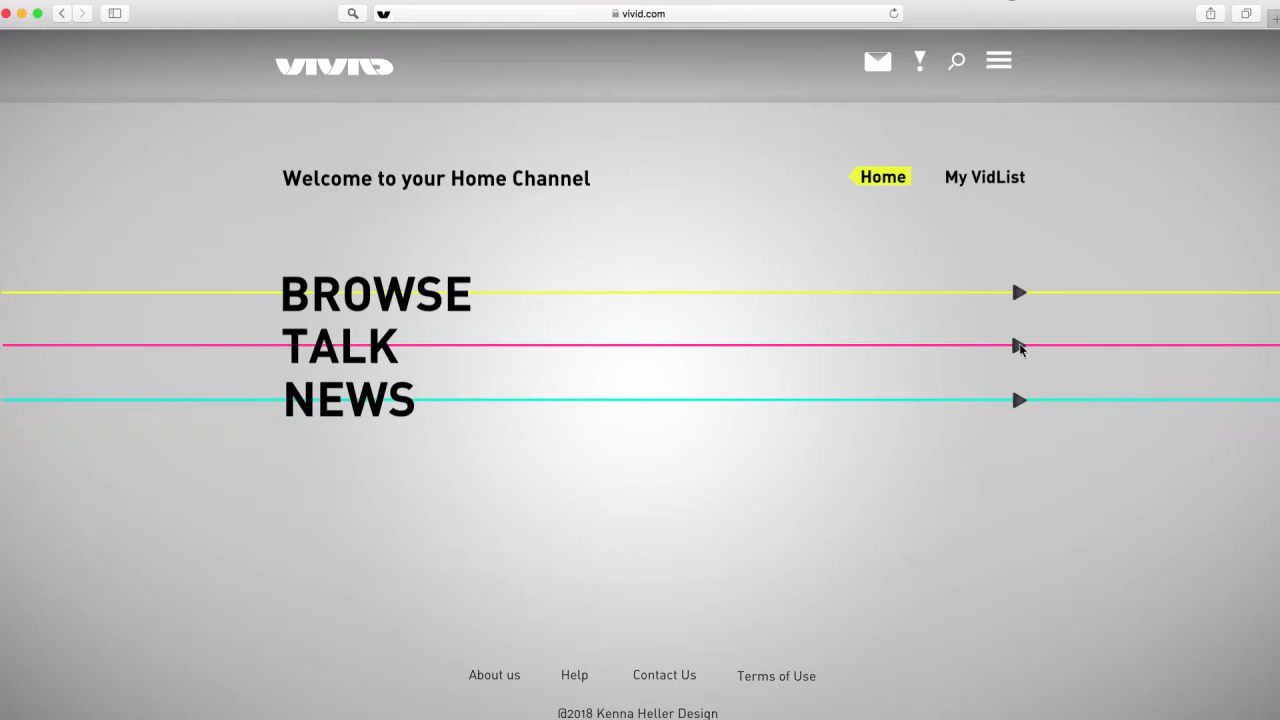 vivid.com
VIVID
Welcome to your Home Channel
Home
My VidList
BROWSE
TALK
NEWS
About us Help Contact Us Terms of Use
@2018 Kenna Heller Design